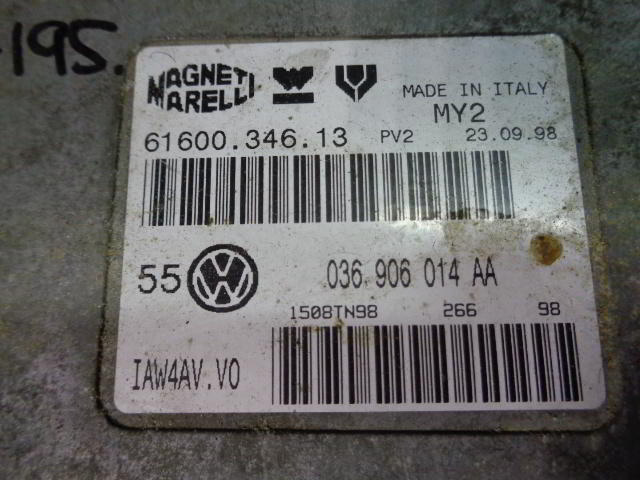 -195.
MAGNETI MARELLI
MADE IN ITALY
MY2
61600.346.13 PV2 23.09.98
55 036 906 014 AA
1508TN98 266 98
IAW4AV.V0